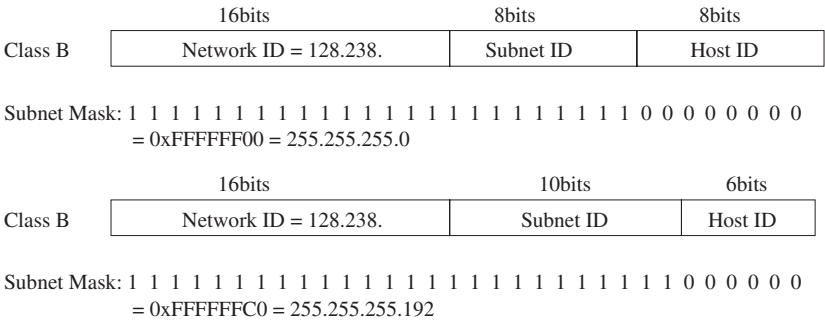 16bits 8bits 8bits
Class B Network ID = 128.238. Subnet ID Host ID
Subnet Mask: 1 1 1 1 1 1 1 1 1 1 1 1 1 1 1 1 1 1 1 1 1 1 1 1 0 0 0 0 0 0 0 0
= 0xFFFFFF00 = 255.255.255.0
16bits 10bits 6bits
Class B Network ID = 128.238. Subnet ID Host ID
Subnet Mask: 1 1 1 1 1 1 1 1 1 1 1 1 1 1 1 1 1 1 1 1 1 1 1 1 1 1 0 0 0 0 0 0
= 0xFFFFFFC0 = 255.255.255.192